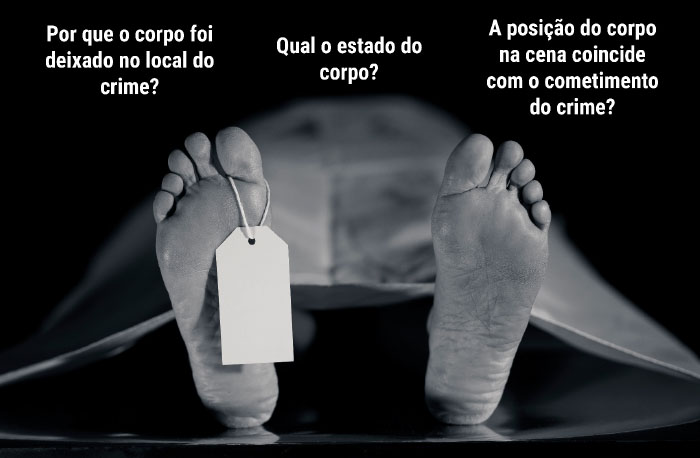 Por que o corpo foi
deixado no local do
crime?
Qual o estado do
corpo?
A posição do corpo
na cena coincide
com o cometimento
do crime?